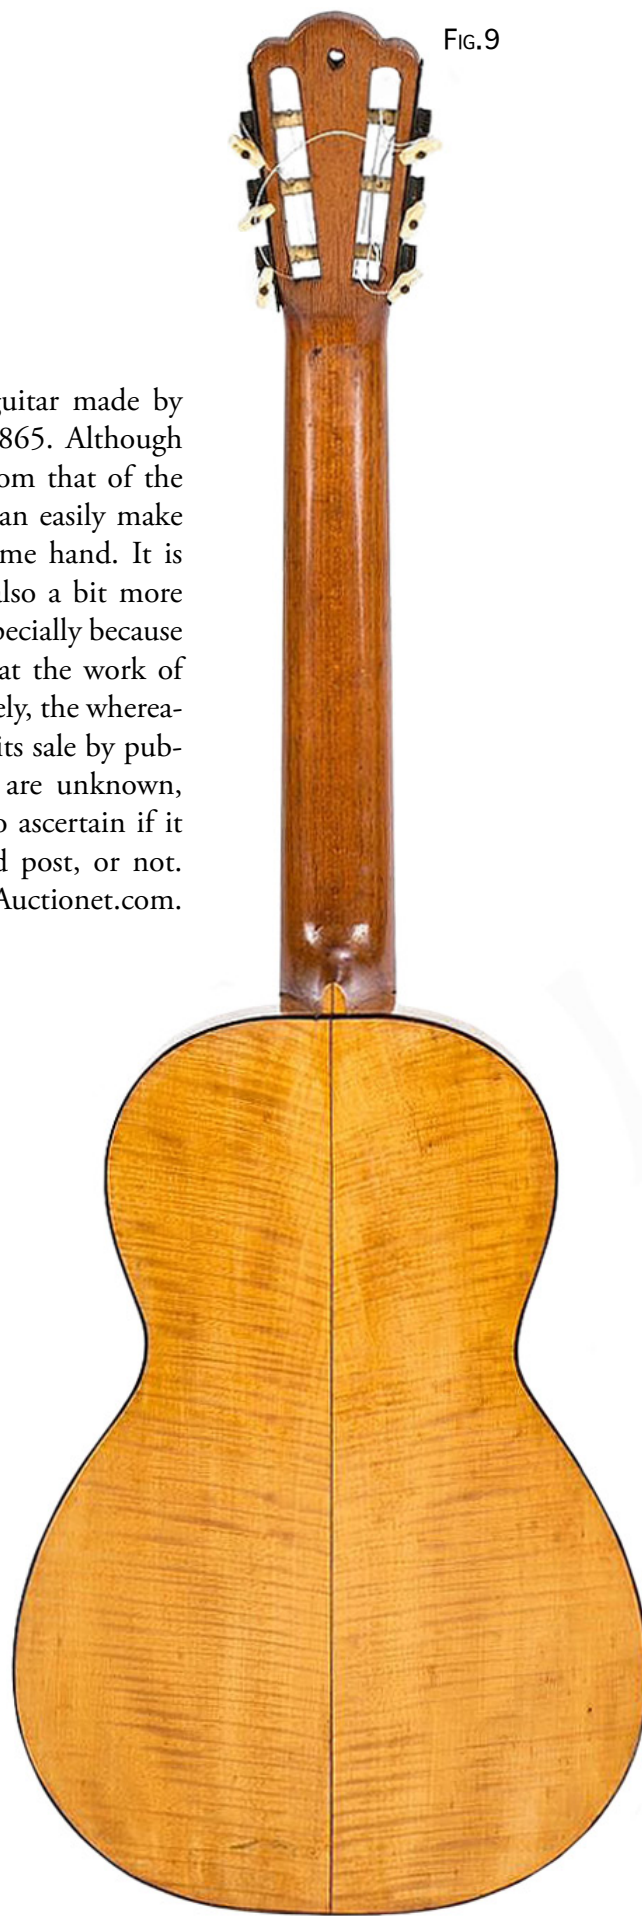 FIG.9
guitar made by
865. Although
om that of the
an easily make
me hand. It is
also a bit more
pecially because
at the work of
ely, the wherea-
its sale by pub-
are unknown,
o ascertain if it
d post, or not.
Auctionet.com.